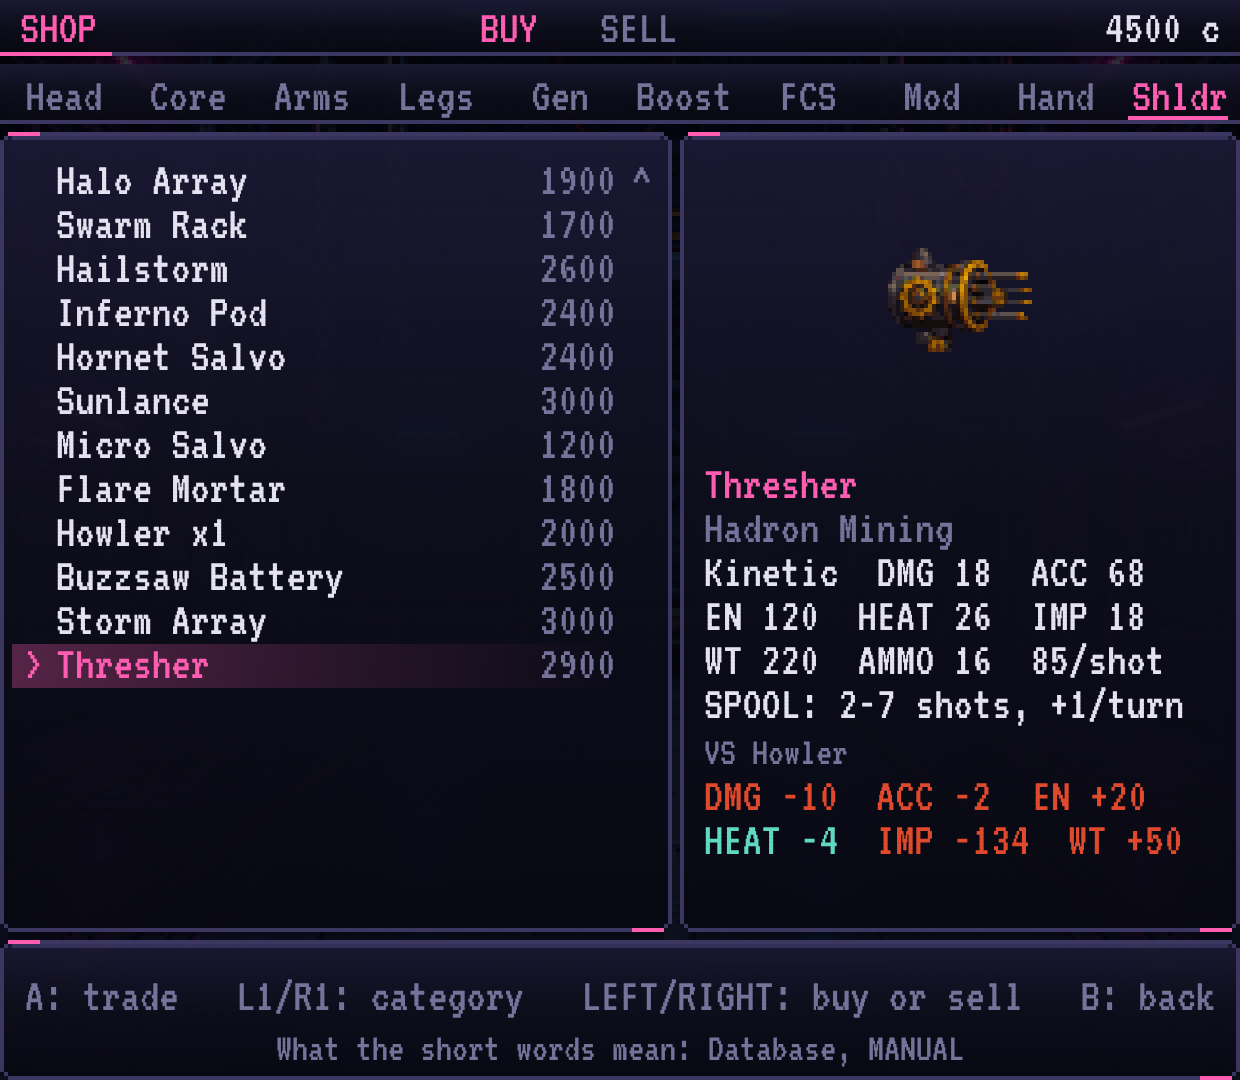 SHOP BUY SELL 4500 c
Head Core Arms Legs Gen Boost FCS Mod Hand Shldr
Halo Array 1900 ^
Swarm Rack 1700
Hailstorm 2600
Inferno Pod 2400
Hornet Salvo 2400
Sunlance 3000
Micro Salvo 1200
Flare Mortar 1800
Howler x1 2000
Buzzsaw Battery 2500
Storm Array 3000
> Thresher 2900
Thresher
Hadron Mining
Kinetic DMG 18 ACC 68
EN 120 HEAT 26 IMP 18
WT 220 AMMO 16 85/shot
SPOOL: 2-7 shots, +1/turn
VS Howler
DMG -10 ACC -2 EN +20
HEAT -4 IMP -134 WT +50
A: trade L1/R1: category LEFT/RIGHT: buy or sell B: back
What the short words mean: Database, MANUAL